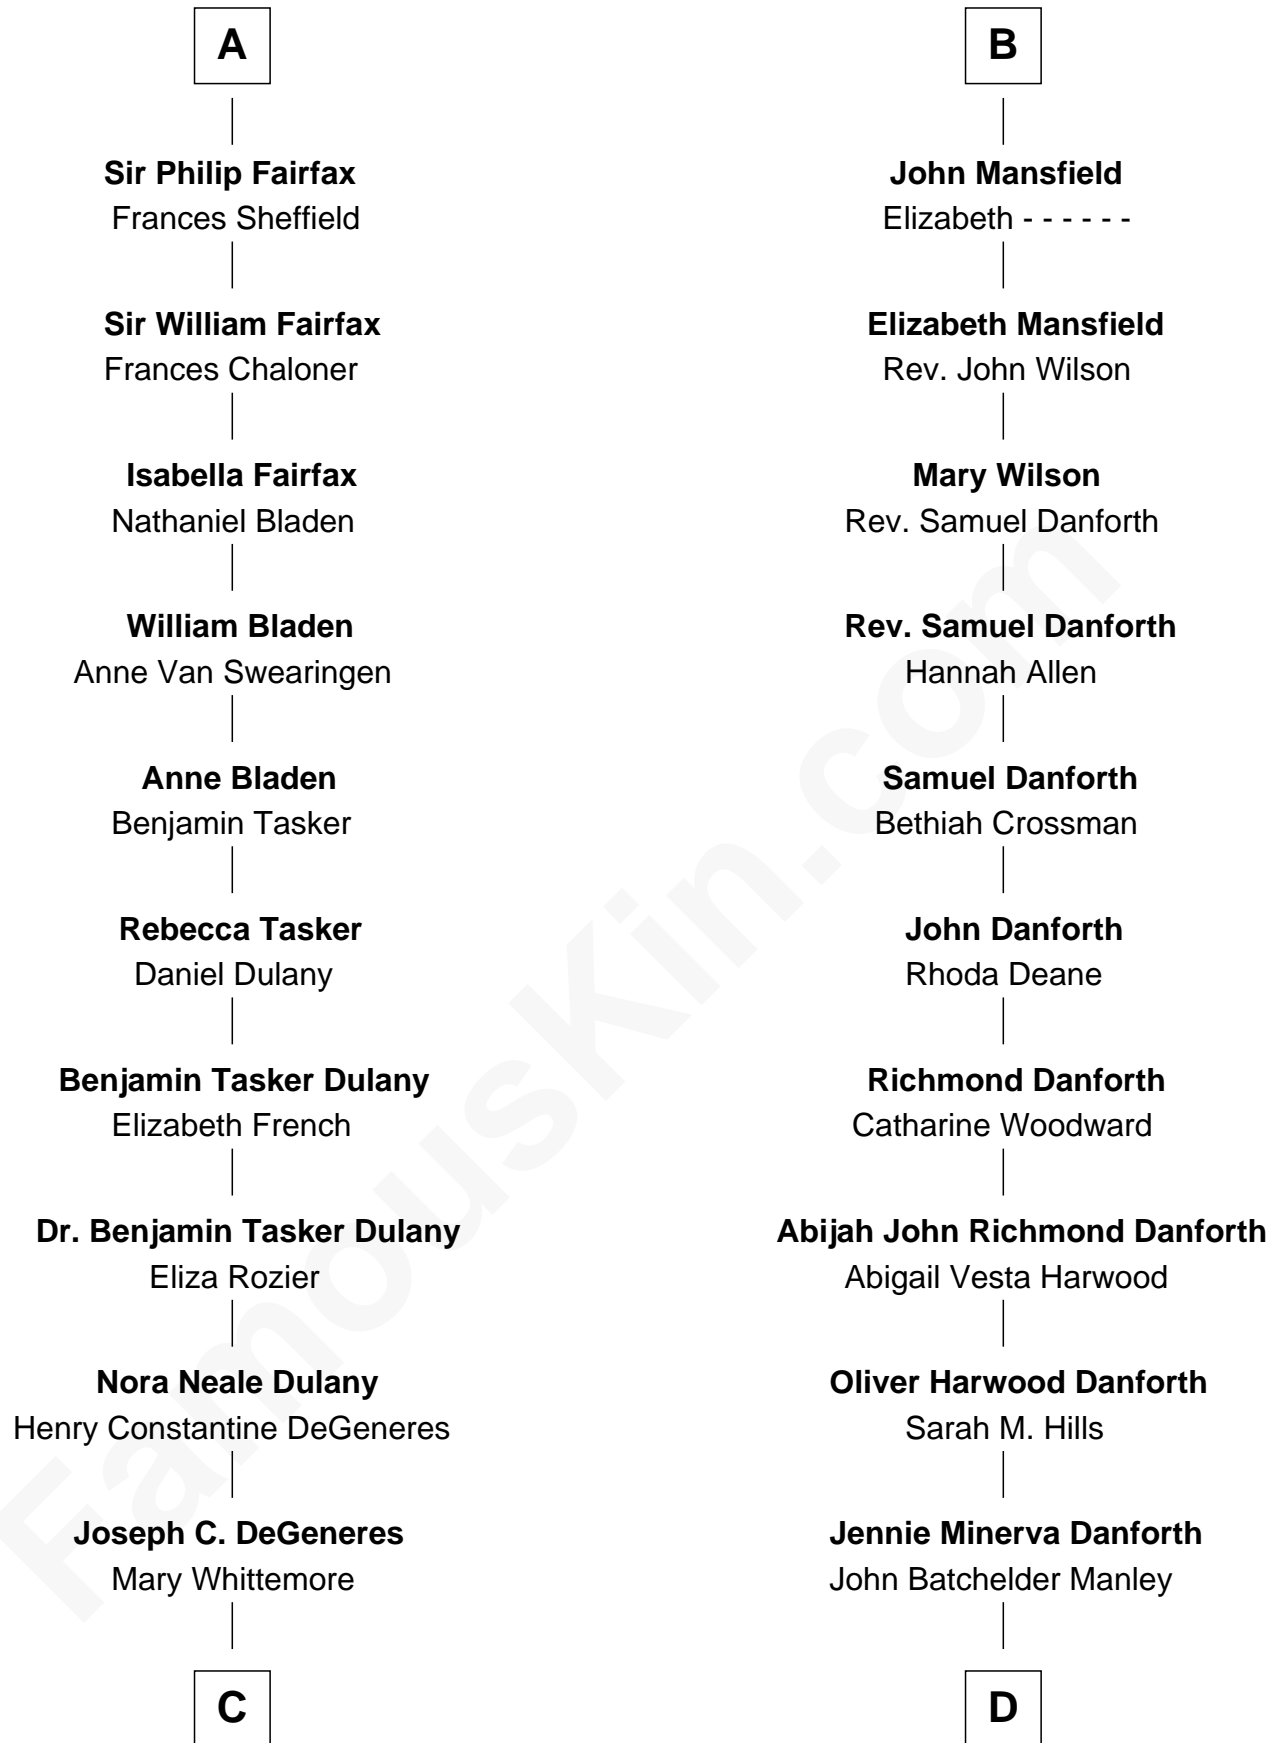 A
Sir Philip Fairfax
Frances Sheffield
Sir William Fairfax
Frances Chaloner
Isabella Fairfax
Nathaniel Bladen
William Bladen
Anne Van Swearingen
Anne Bladen
Benjamin Tasker
Rebecca Tasker
Daniel Dulany
Benjamin Tasker Dulany
Elizabeth French
Dr. Benjamin Tasker Dulany
Eliza Rozier
Nora Neale Dulany
Henry Constantine DeGeneres
Joseph C. DeGeneres
Mary Whittemore
C
B
John Mansfield
Elizabeth - - - - - -
Elizabeth Mansfield
Rev. John Wilson
Mary Wilson
Rev. Samuel Danforth
Rev. Samuel Danforth
Hannah Allen
Samuel Danforth
Bethiah Crossman
John Danforth
Rhoda Deane
Richmond Danforth
Catharine Woodward
Abijah John Richmond Danforth
Abigail Vesta Harwood
Oliver Harwood Danforth
Sarah M. Hills
Jennie Minerva Danforth
John Batchelder Manley
D
FamousKin.com